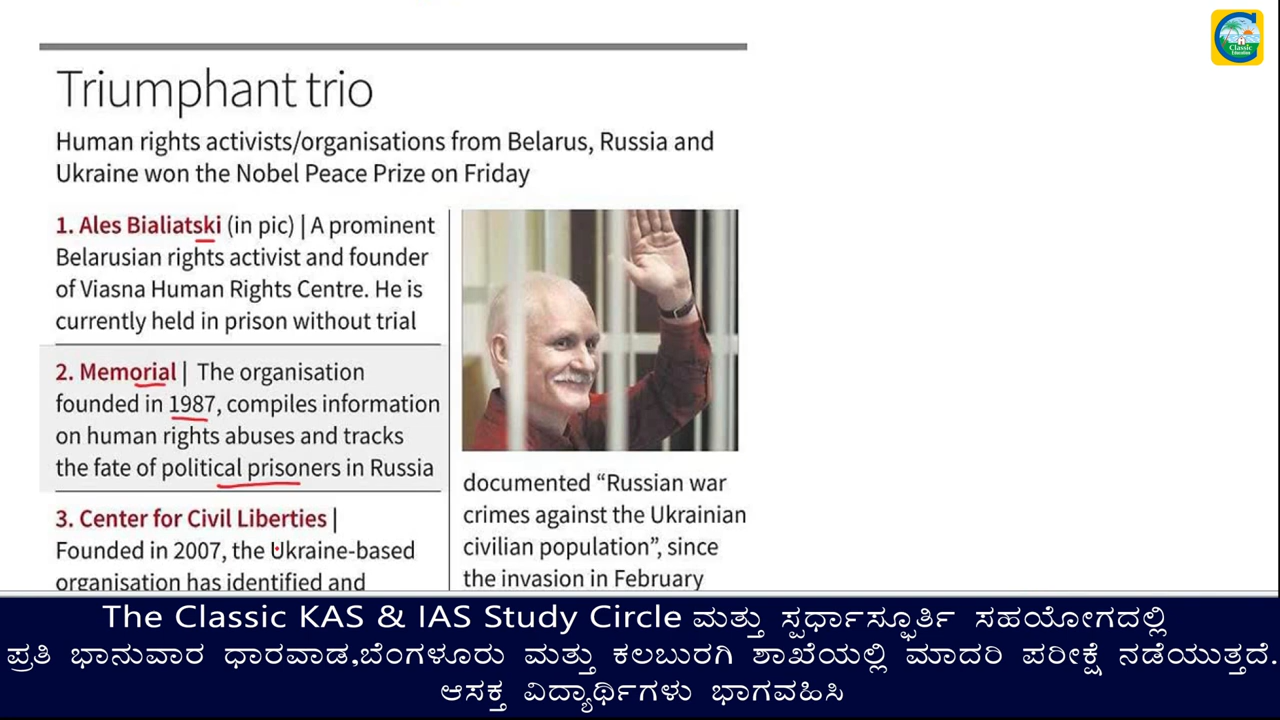 Classic
Education
Triumphant trio
Human rights activists/organisations from Belarus, Russia and
Ukraine won the Nobel Peace Prize on Friday
1. Ales Bialiatski (in pic) | A prominent
Belarusian rights activist and founder
of Viasna Human Rights Centre. He is
currently held in prison without trial
2. Memorial | The organisation
founded in 1987, compiles information
on human rights abuses and tracks
the fate of political prisoners in Russia
3. Center for Civil Liberties |
Founded in 2007, the Ukraine-based
organisation has identified and
documented “Russian war
crimes against the Ukrainian
civilian population”, since
the invasion in February
The Classic KAS & IAS Study Circle ಮತ್ತು ಸ್ಪರ್ಧಾಸ್ಫೂರ್ತಿ ಸಹಯೋಗದಲ್ಲಿ
ಪ್ರತಿ ಭಾನುವಾರ ಧಾರವಾಡ,ಬೆಂಗಳೂರು ಮತ್ತು ಕಲಬುರಗಿ ಶಾಖೆಯಲ್ಲಿ ಮಾದರಿ ಪರೀಕ್ಷೆ ನಡೆಯುತ್ತದೆ.
ಆಸಕ್ತ ವಿದ್ಯಾರ್ಥಿಗಳು ಭಾಗವಹಿಸಿ